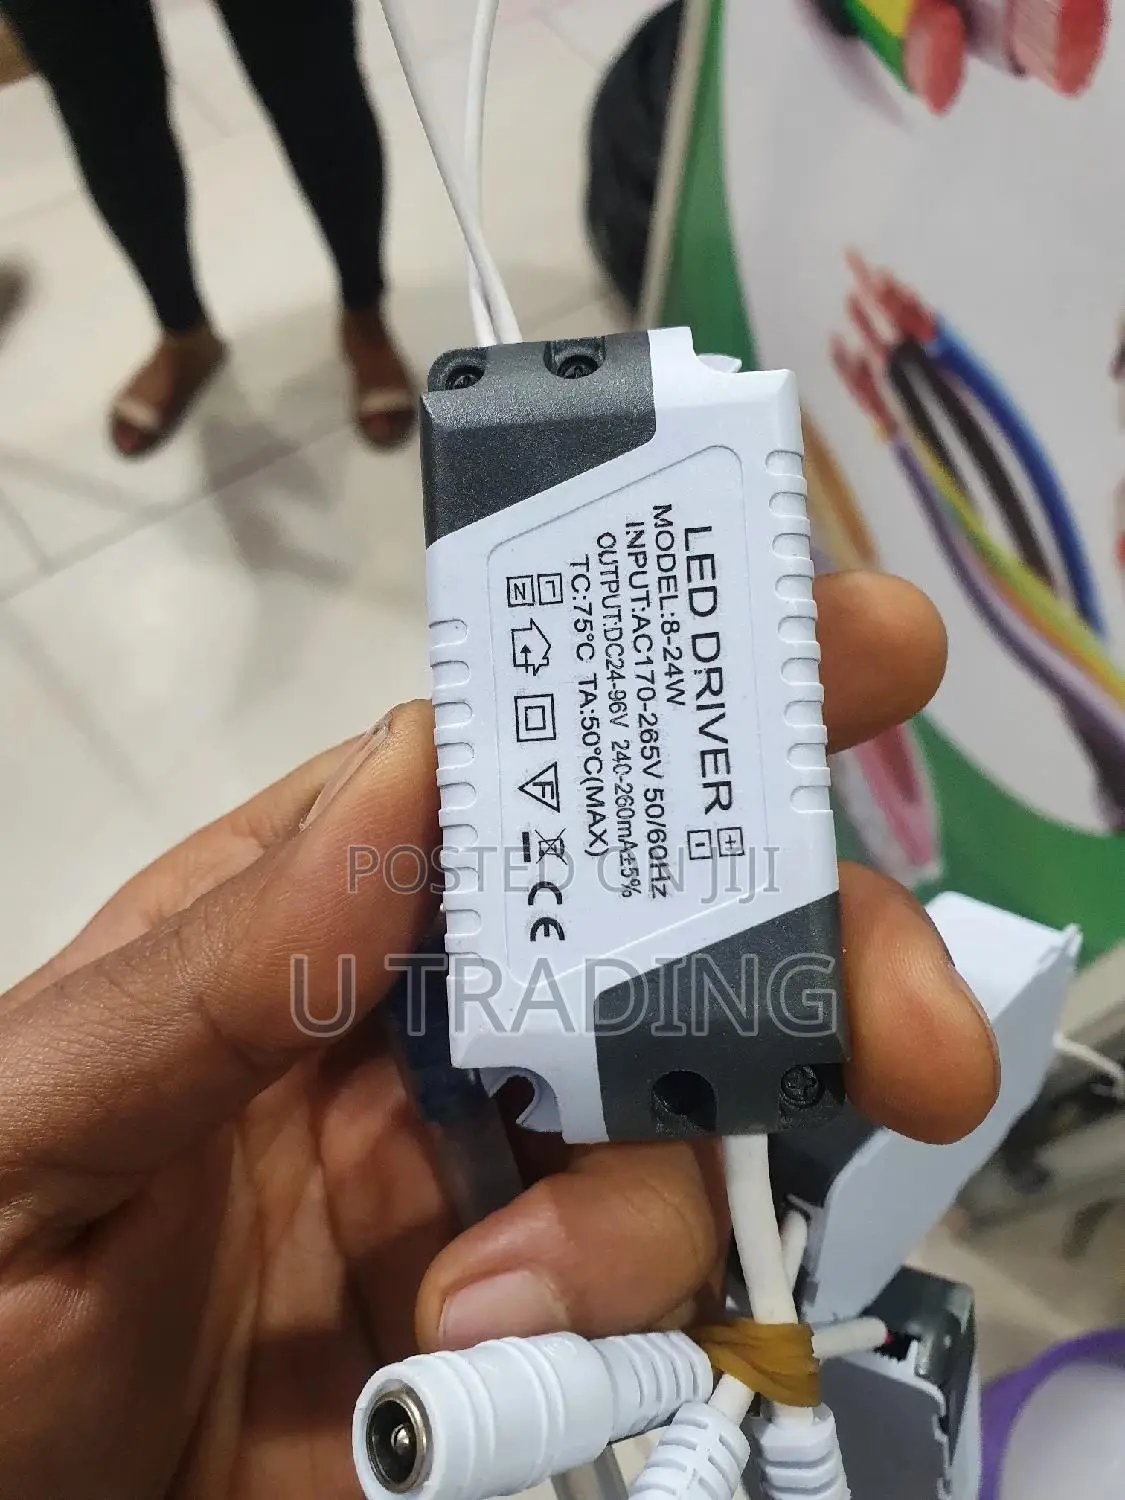 LED DRIVER
MODEL:8-24W
INPUT:AC170-265V 50/60Hz
OUTPUT:DC24-96V 240-260mA±5%
TC:75°C TA:50°C(MAX)
L
N
F
CE
POSTED ON JIJI
U TRADING